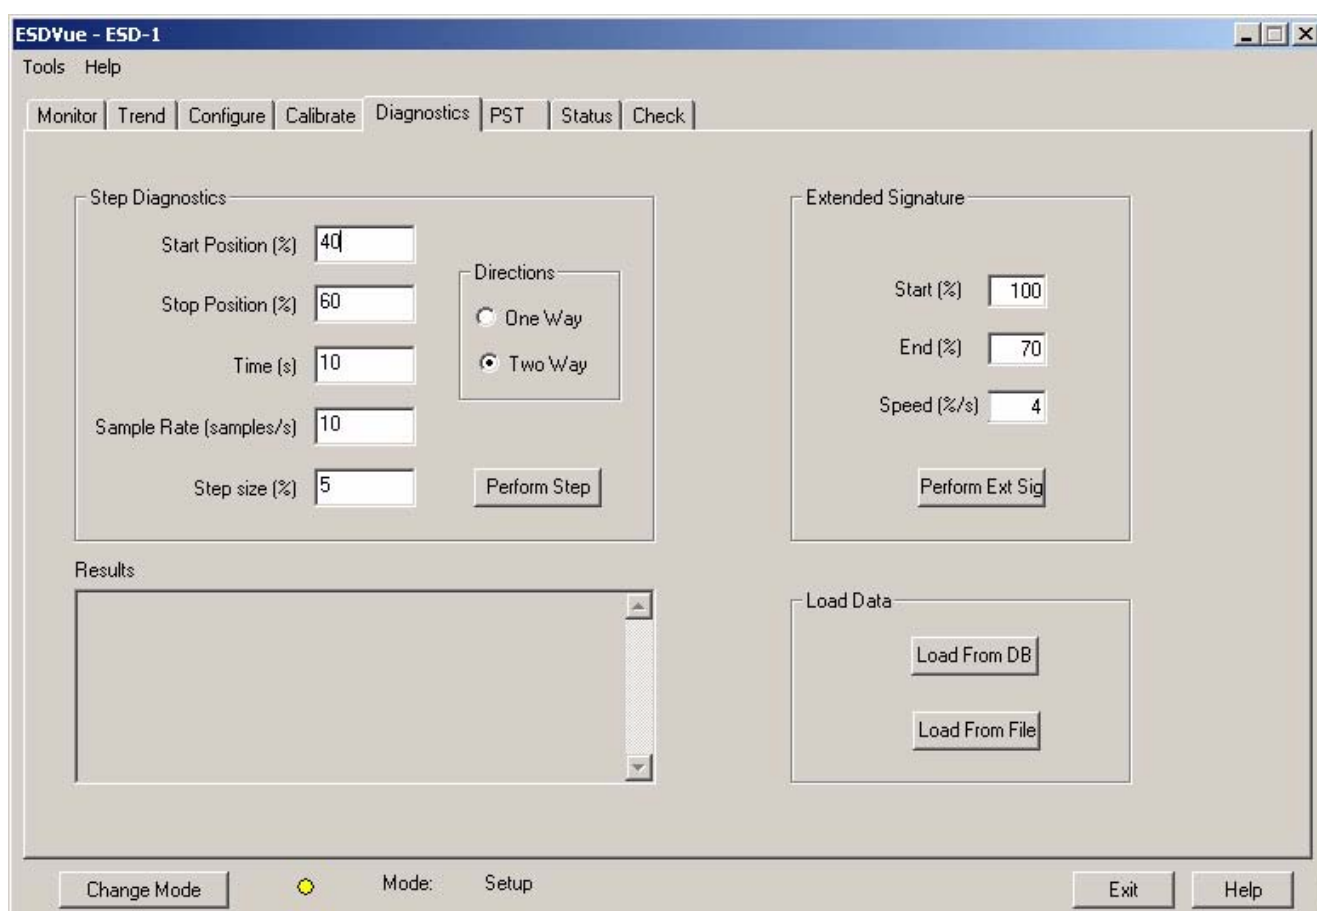 ESDVue - ESD-1
Tools Help
Monitor Trend Configure Calibrate Diagnostics PST Status Check
Step Diagnostics
Start Position (%) 40
Stop Position (%) 60
Time (s) 10
Sample Rate (samples/s) 10
Step size (%) 5
Directions
One Way
Two Way
Perform Step
Extended Signature
Start (%) 100
End (%) 70
Speed (%/s) 4
Perform Ext Sig
Results
Load Data
Load From DB
Load From File
Change Mode Mode: Setup Exit Help